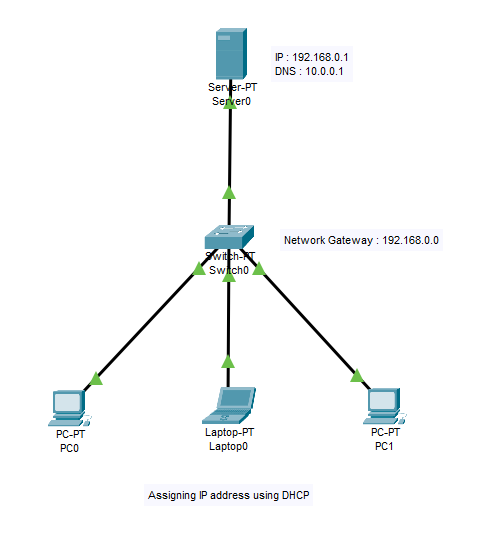 IP : 192.168.0.1
DNS : 10.0.0.1
Server-PT
Server0
Network Gateway : 192.168.0.0
Switch-PT
Switch0
PC-PT
PC0
Laptop-PT
Laptop0
PC-PT
PC1
Assigning IP address using DHCP